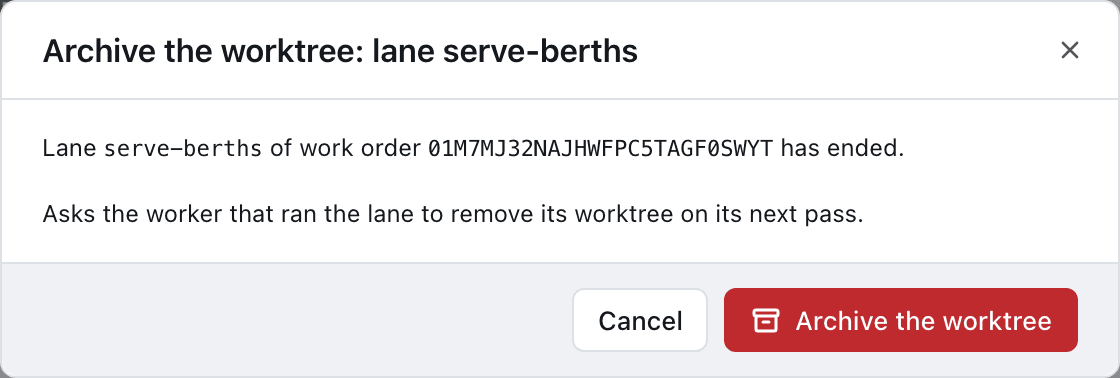 Archive the worktree: lane serve-berths
Lane serve-berths of work order 01M7MJ32NAJHWFPC5TAGF0SWYT has ended.
Asks the worker that ran the lane to remove its worktree on its next pass.
Cancel
Archive the worktree